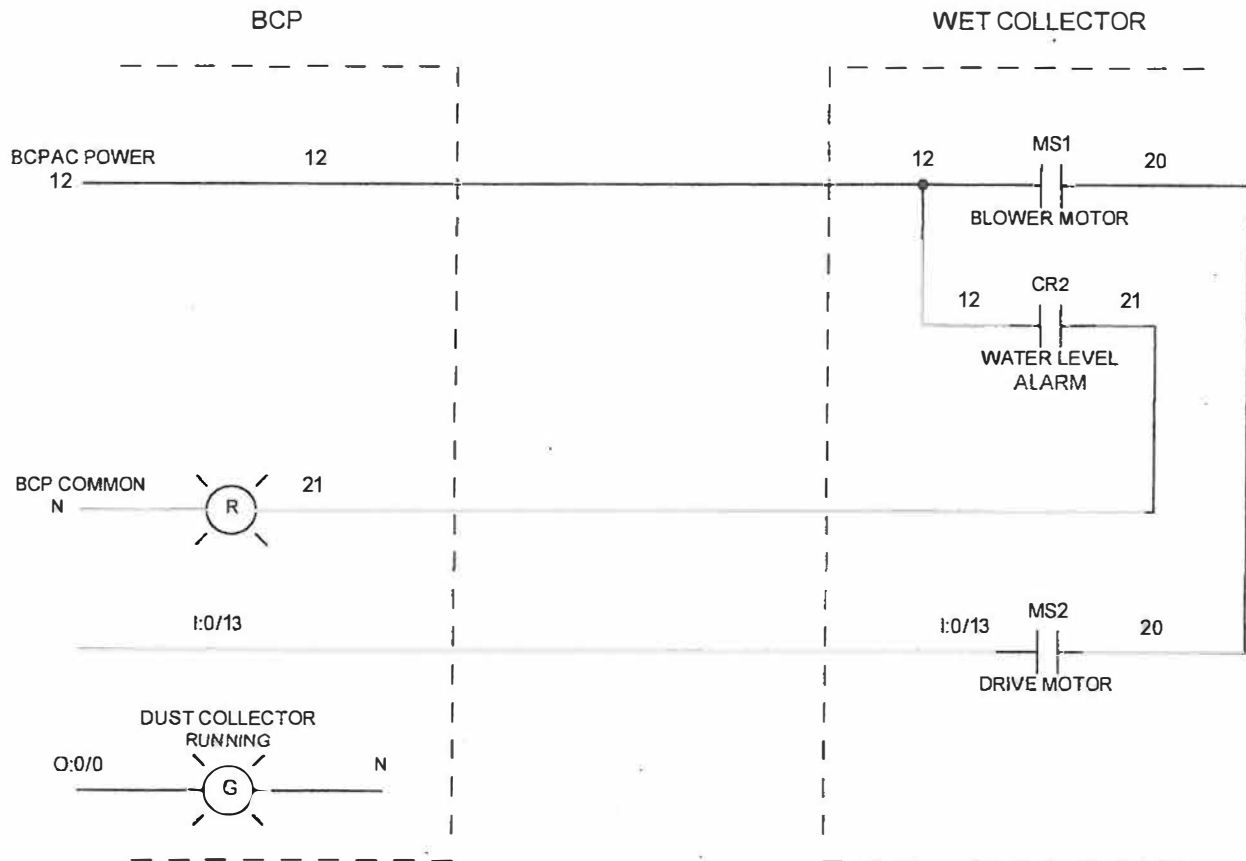 BCP
WET COLLECTOR
BCPAC POWER
12
12
12
MS1
20
BLOWER MOTOR
12
CR2
21
WATER LEVEL
ALARM
BCP COMMON
N
R
21
I:0/13
I:0/13
MS2
20
DRIVE MOTOR
DUST COLLECTOR
RUNNING
O:0/0
G
N